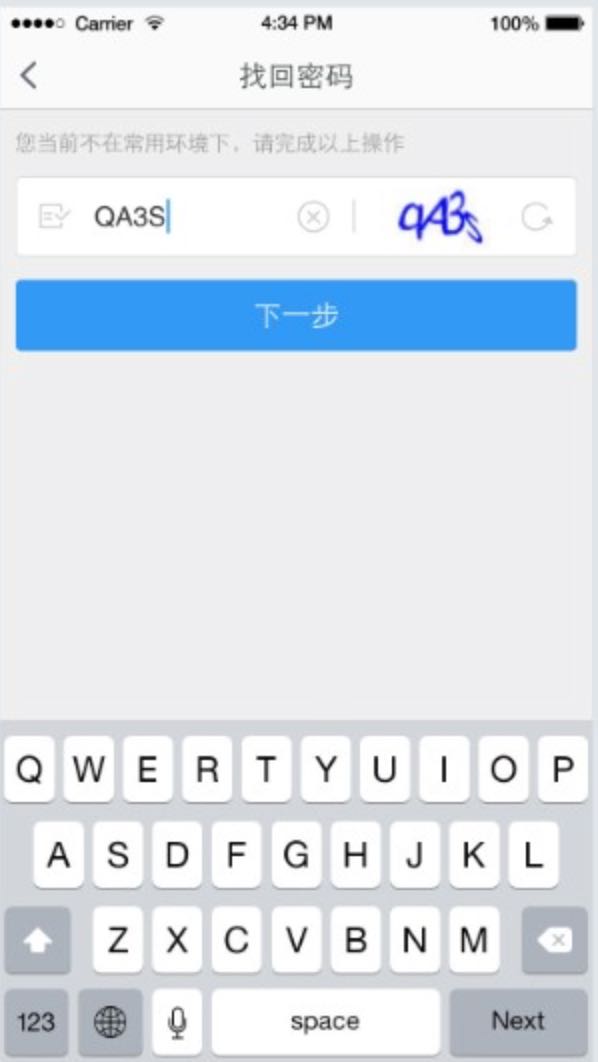 Carrier 4:34 PM 100%
找回密码
您当前不在常用环境下，请完成以上操作
QA3S qA3s
下一步
Q W E R T Y U I O P
A S D F G H J K L
Z X C V B N M
123 space Next